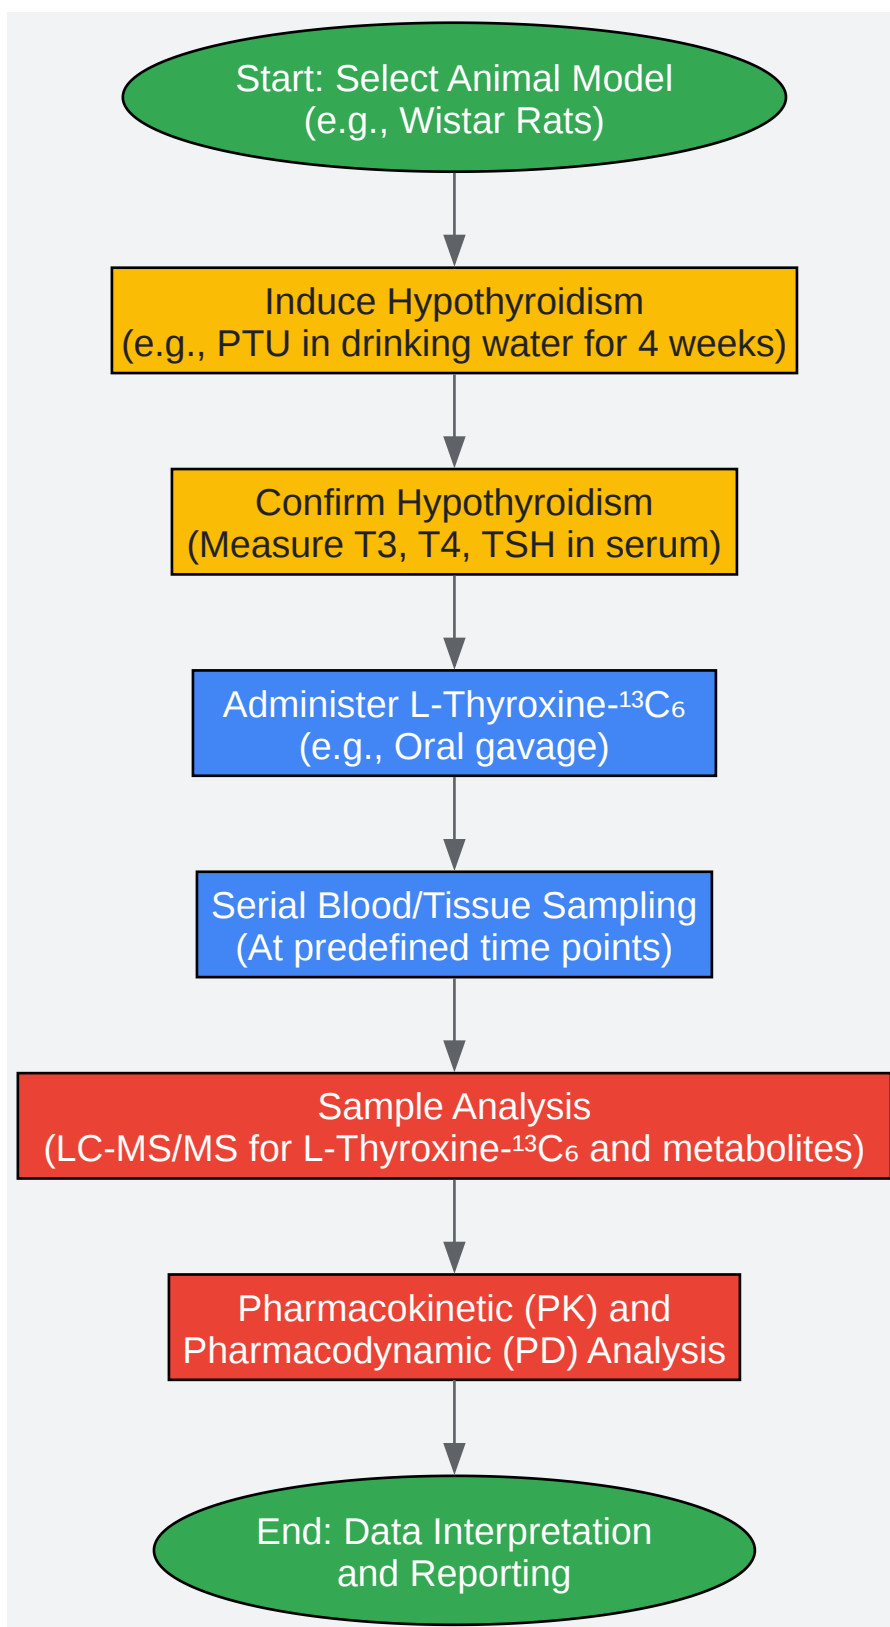 Start: Select Animal Model
(e.g., Wistar Rats)
Induce Hypothyroidism
(e.g., PTU in drinking water for 4 weeks)
Confirm Hypothyroidism
(Measure T3, T4, TSH in serum)
Administer L-Thyroxine-¹³C₆
(e.g., Oral gavage)
Serial Blood/Tissue Sampling
(At predefined time points)
Sample Analysis
(LC-MS/MS for L-Thyroxine-¹³C₆ and metabolites)
Pharmacokinetic (PK) and
Pharmacodynamic (PD) Analysis
End: Data Interpretation
and Reporting